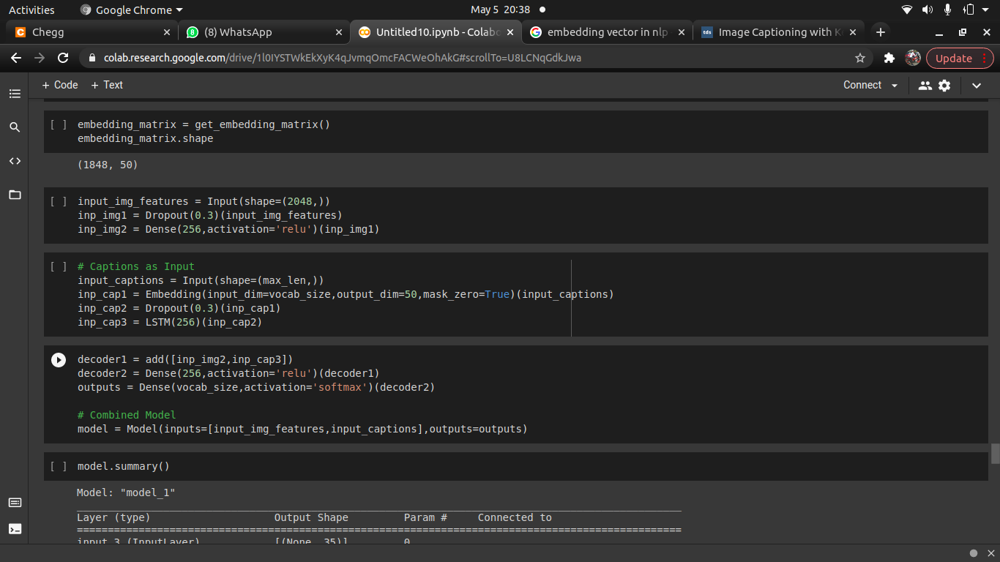 Activities
Google Chrome
May 5 20:38
Chegg
8
(8) WhatsApp
Untitled10.ipynb - Colabo
embedding vector in nlp
tds
Image Captioning with Ke
colab.research.google.com/drive/1l0IYSTWkEkXyK4qJvmqOmcFACWeOhAkG#scrollTo=U8LCNqGdkJwa
Update
+ Code
+ Text
Connect
[ ] embedding_matrix = get_embedding_matrix()
embedding_matrix.shape
(1848, 50)
[ ] input_img_features = Input(shape=(2048,))
inp_img1 = Dropout(0.3)(input_img_features)
inp_img2 = Dense(256,activation='relu')(inp_img1)
[ ] # Captions as Input
input_captions = Input(shape=(max_len,))
inp_cap1 = Embedding(input_dim=vocab_size,output_dim=50,mask_zero=True)(input_captions)
inp_cap2 = Dropout(0.3)(inp_cap1)
inp_cap3 = LSTM(256)(inp_cap2)
decoder1 = add([inp_img2,inp_cap3])
decoder2 = Dense(256,activation='relu')(decoder1)
outputs = Dense(vocab_size,activation='softmax')(decoder2)
# Combined Model
model = Model(inputs=[input_img_features,input_captions],outputs=outputs)
[ ] model.summary()
Model: "model_1"
Layer (type) Output Shape Param # Connected to
input_3 (InputLayer) [(None, 35)] 0